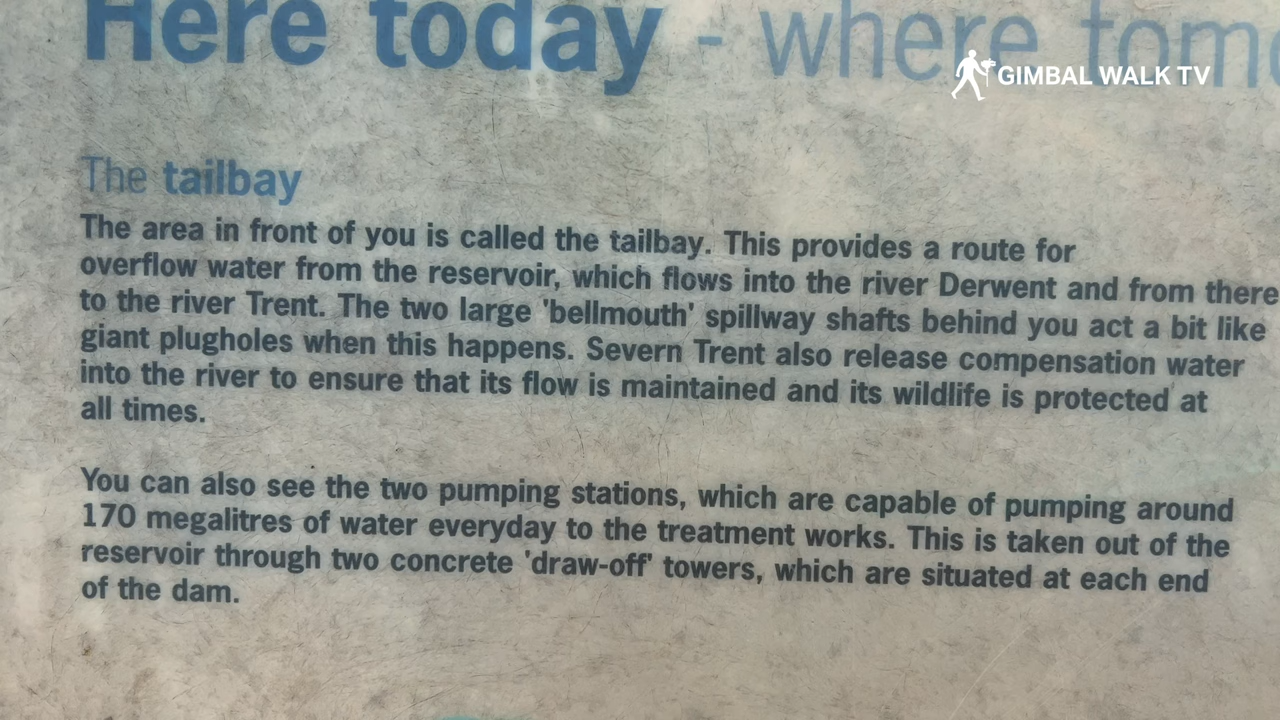 Here today - where tom
GIMBAL WALK TV
The tailbay
The area in front of you is called the tailbay. This provides a route for
overflow water from the reservoir, which flows into the river Derwent and from there
to the river Trent. The two large 'bellmouth' spillway shafts behind you act a bit like
giant plugholes when this happens. Severn Trent also release compensation water
into the river to ensure that its flow is maintained and its wildlife is protected at
all times.
You can also see the two pumping stations, which are capable of pumping around
170 megalitres of water everyday to the treatment works. This is taken out of the
reservoir through two concrete 'draw-off' towers, which are situated at each end
of the dam.